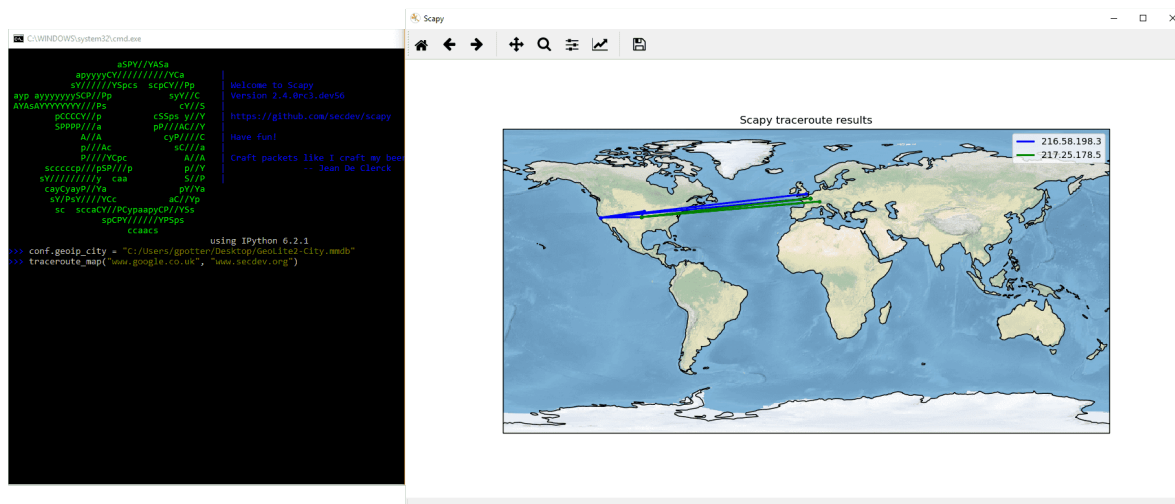 C:\WINDOWS\system32\cmd.exe
aSPY//YASa
apyyyyCY//////////YCa |
sY//////YSpcs scpCY//Pp | Welcome to Scapy
ayp ayyyyyyySCP//Pp syY//C | Version 2.4.0rc3.dev56
AYAsAYYYYYYYY///Ps cY//S |
pCCCCY//p cSSps y//Y | https://github.com/secdev/scapy
SPPPP///a pP///AC//Y |
A//A cyP////C | Have fun!
p///Ac sC///a |
P////YCpc A//A | Craft packets like I craft my beer
scccccp///pSP///p p//Y | -- Jean De Clerck
sY/////////y caa S//P |
cayCyayP//Ya pY/Ya
sY/PsY////YCc aC//Yp
sc sccaCY//PCypaapyCP//YSs
spCPY//////YPSps
ccaacs
using IPython 6.2.1
>>> conf.geoip_city = "C:/Users/gpotter/Desktop/GeoLite2-City.mmdb"
>>> traceroute_map("www.google.co.uk", "www.secdev.org")
Scapy
Scapy traceroute results
216.58.198.3
217.25.178.5